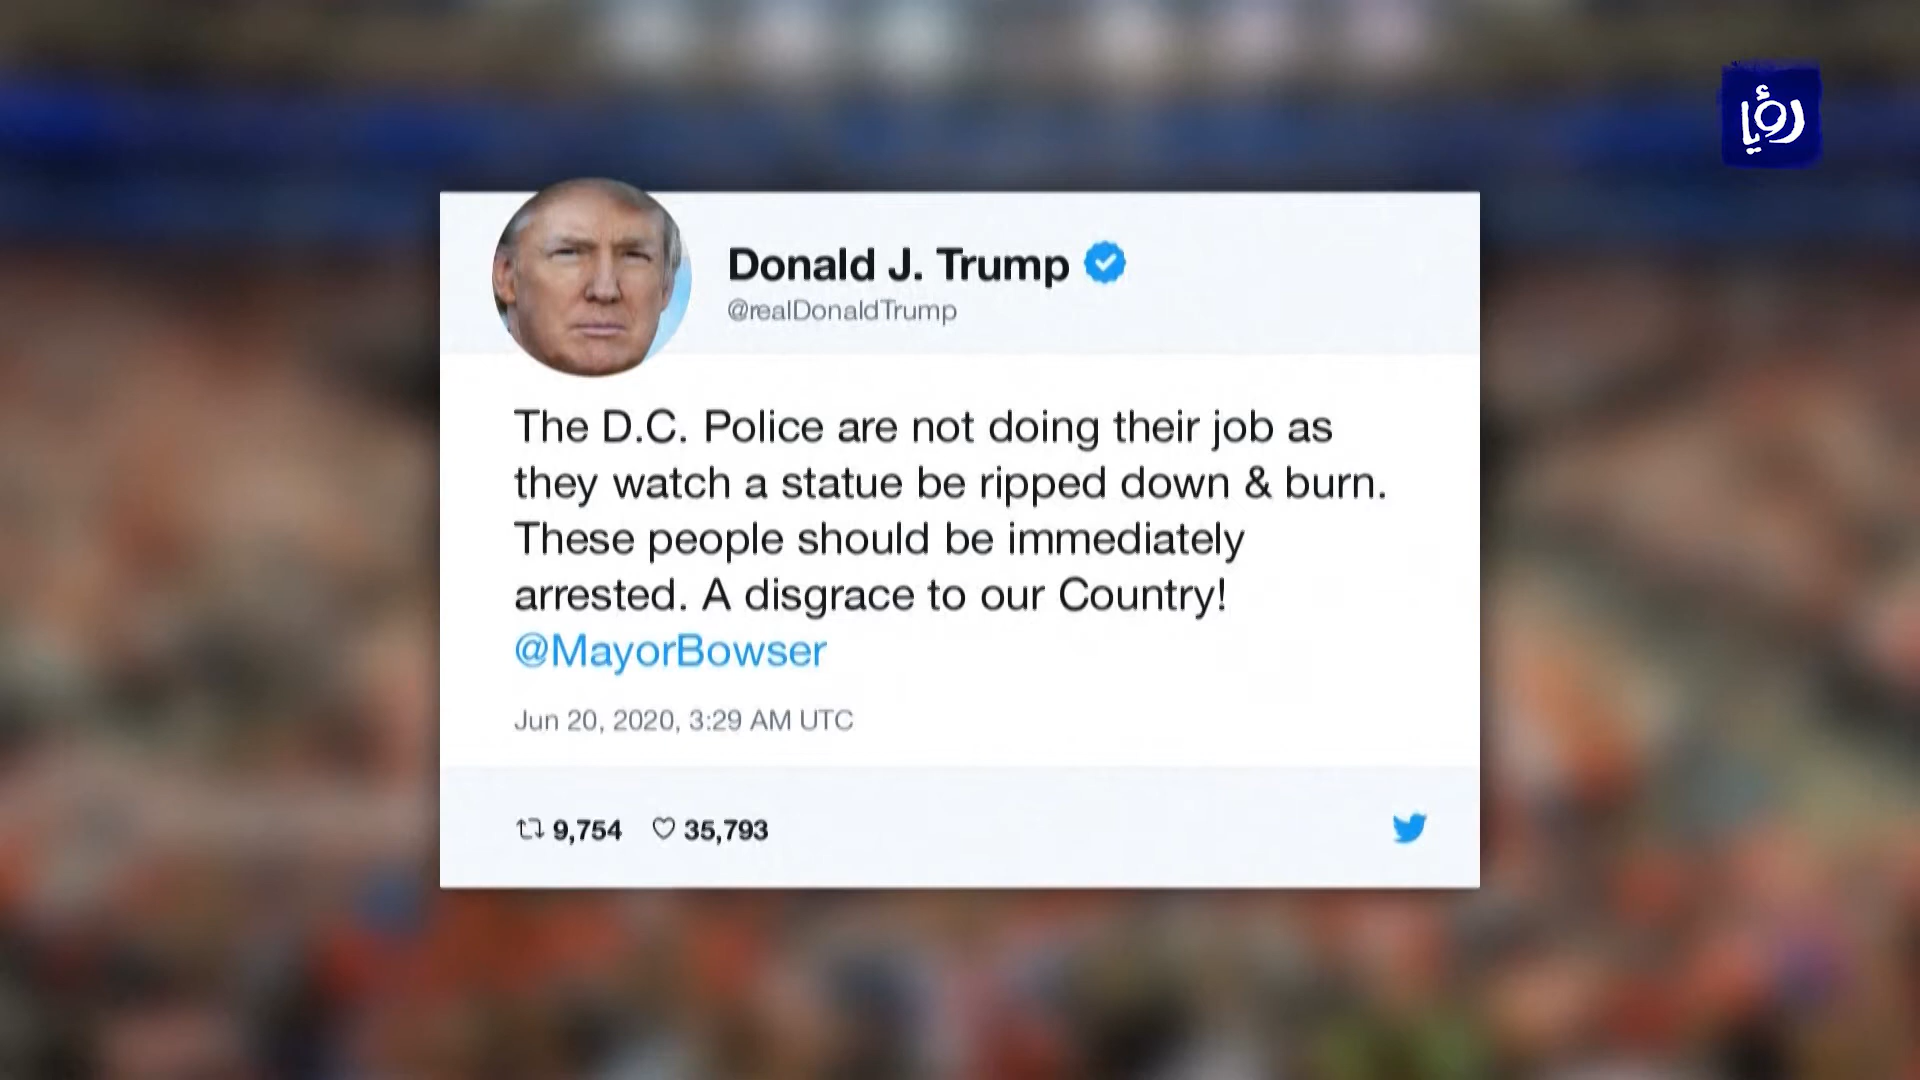 رؤيا
Donald J. Trump
@realDonaldTrump
The D.C. Police are not doing their job as
they watch a statue be ripped down & burn.
These people should be immediately
arrested. A disgrace to our Country!
@MayorBowser
Jun 20, 2020, 3:29 AM UTC
9,754 35,793